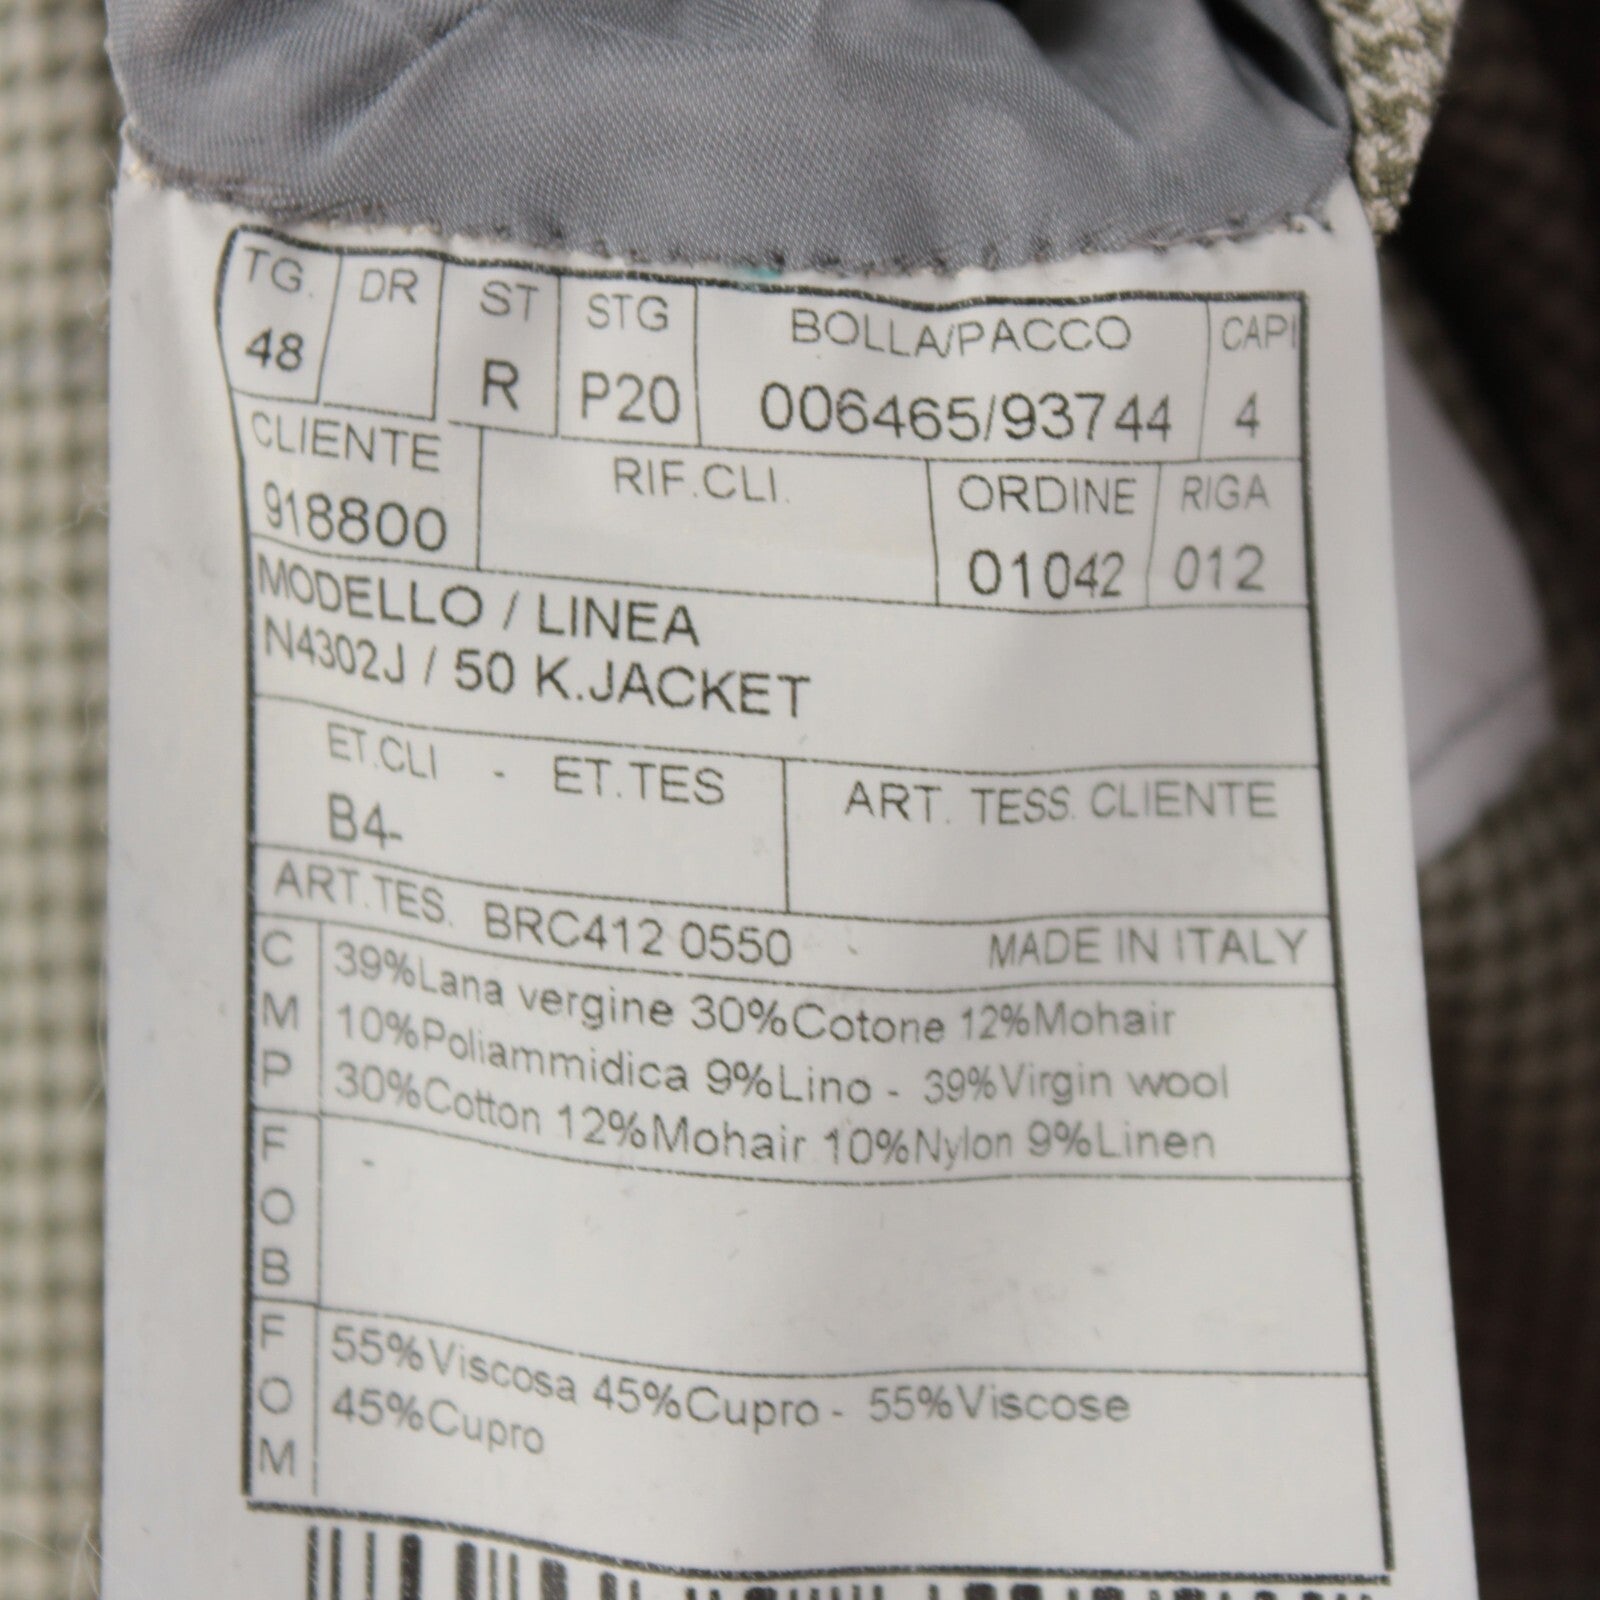 TG. DR ST STG BOLLA/PACCO CAPI
48 R P20 006465/93744 4
CLIENTE RIF.CLI. ORDINE RIGA
918800 01042 012
MODELLO / LINEA
N4302J / 50 K.JACKET
ET.CLI - ET.TES ART. TESS. CLIENTE
B4-
ART.TES. BRC412 0550 MADE IN ITALY
CMP
39%Lana vergine 30%Cotone 12%Mohair
10%Poliammidica 9%Lino - 39%Virgin wool
30%Cotton 12%Mohair 10%Nylon 9%Linen
FOB
-
FOM
55%Viscosa 45%Cupro - 55%Viscose
45%Cupro